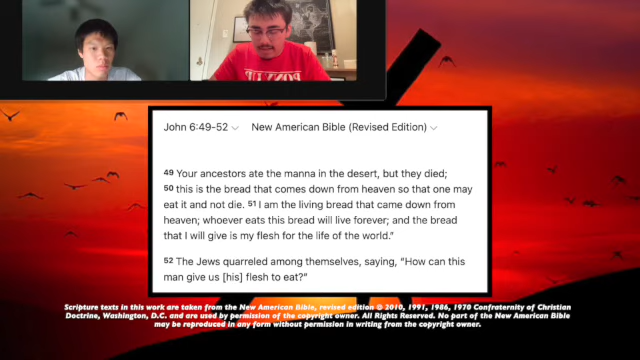 PONY UP
John 6:49-52 New American Bible (Revised Edition)
49 Your ancestors ate the manna in the desert, but they died;
50 this is the bread that comes down from heaven so that one may
eat it and not die. 51 I am the living bread that came down from
heaven; whoever eats this bread will live forever; and the bread
that I will give is my flesh for the life of the world.”
52 The Jews quarreled among themselves, saying, “How can this
man give us [his] flesh to eat?”
Scripture texts in this work are taken from the New American Bible, revised edition © 2010, 1991, 1986, 1970 Confraternity of Christian
Doctrine, Washington, D.C. and are used by permission of the copyright owner. All Rights Reserved. No part of the New American Bible
may be reproduced in any form without permission in writing from the copyright owner.